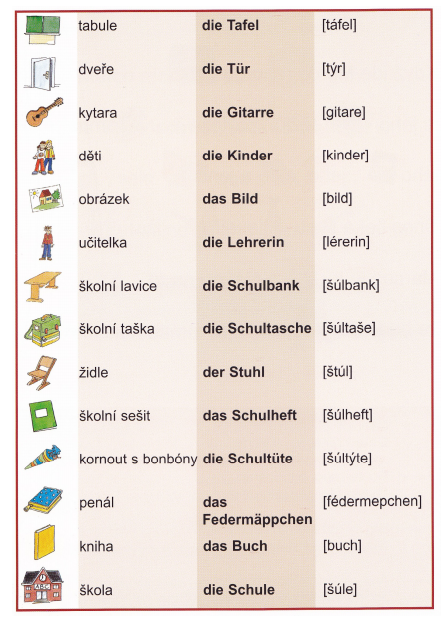 tabule die Tafel [táfel]
dveře die Tür [týr]
kytara die Gitarre [gitare]
děti die Kinder [kinder]
obrázek das Bild [bild]
učitelka die Lehrerin [lérerin]
školní lavice die Schulbank [šúlbank]
školní taška die Schultasche [šúltaše]
židle der Stuhl [štúl]
školní sešit das Schulheft [šúlheft]
kornout s bonbóny die Schultüte [šúltýte]
penál das [fédermepchen]
Federmäppchen
kniha das Buch [buch]
ABC
škola die Schule [šúle]